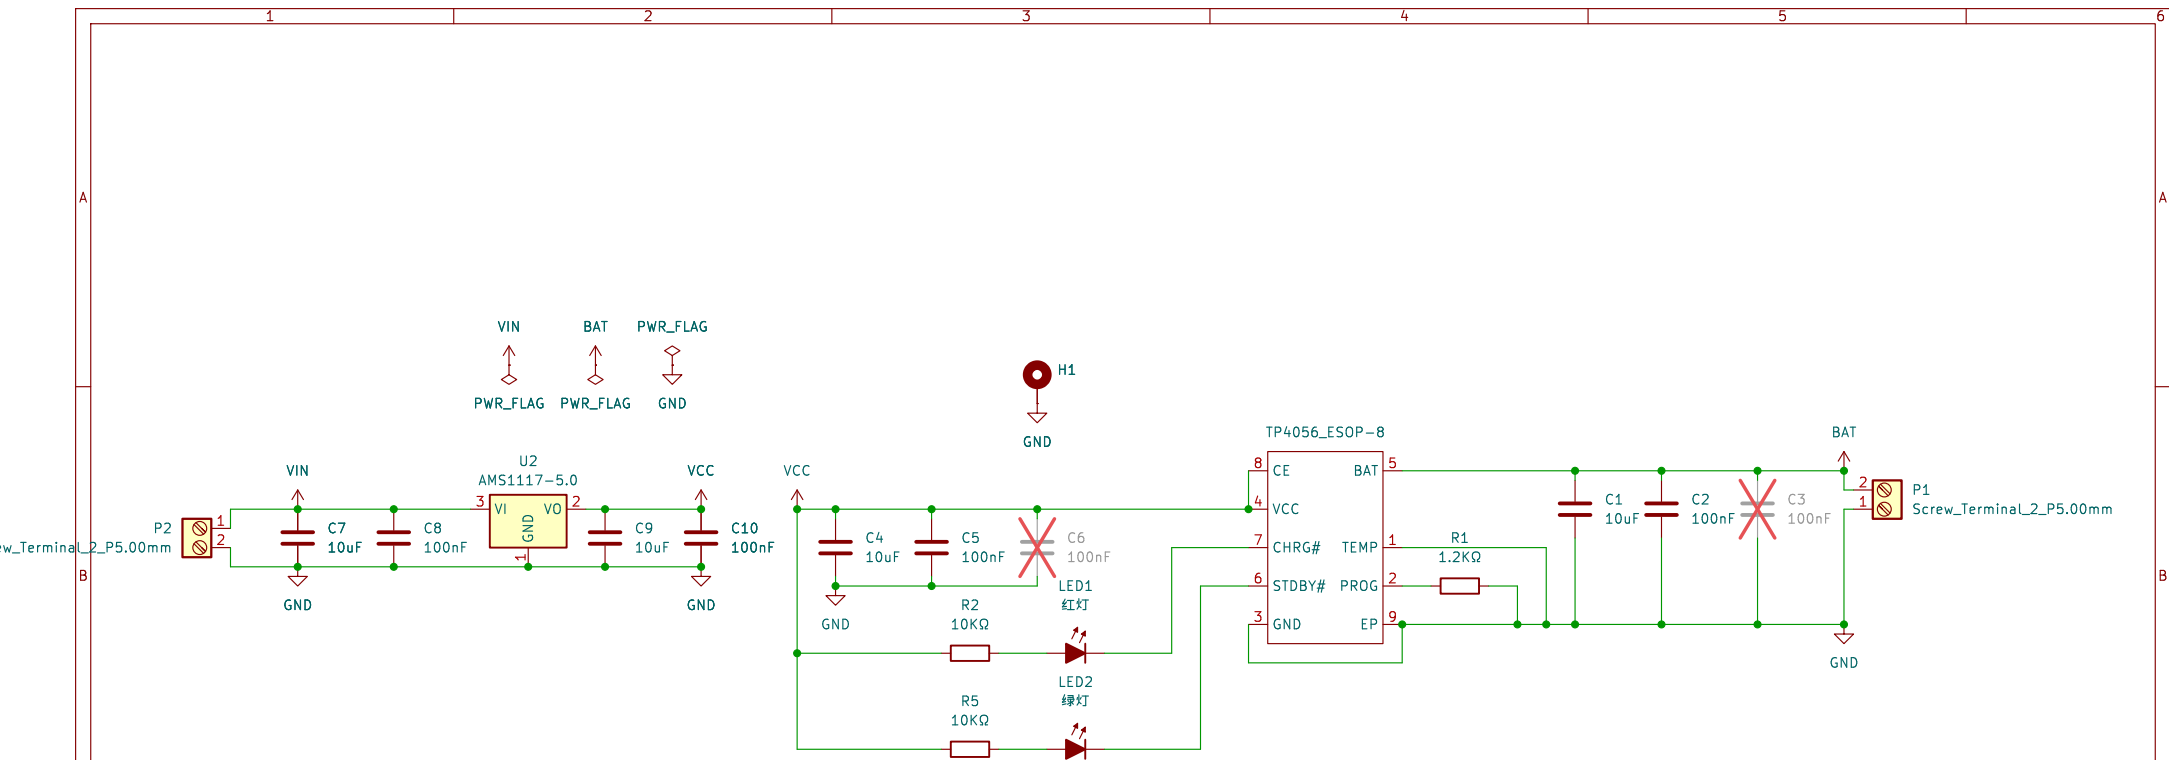 1 2 3 4 5 6
A A
VIN BAT PWR_FLAG
PWR_FLAG PWR_FLAG GND
H1
GND
TP4056_ESOP-8
BAT
U2
AMS1117-5.0
VIN
VCC
VCC
3 VI VO 2
GND
1
P2
1
2
ew_Terminal_2_P5.00mm
C7
10uF
C8
100nF
C9
10uF
C10
100nF
GND
GND
C4
10uF
C5
100nF
C6
100nF
GND
8 CE BAT 5
4 VCC
7 CHRG# TEMP 1
6 STDBY# PROG 2
3 GND EP 9
R1
1.2KΩ
C1
10uF
C2
100nF
C3
100nF
2
1
P1
Screw_Terminal_2_P5.00mm
GND
B B
LED1
红灯
R2
10KΩ
LED2
绿灯
R5
10KΩ